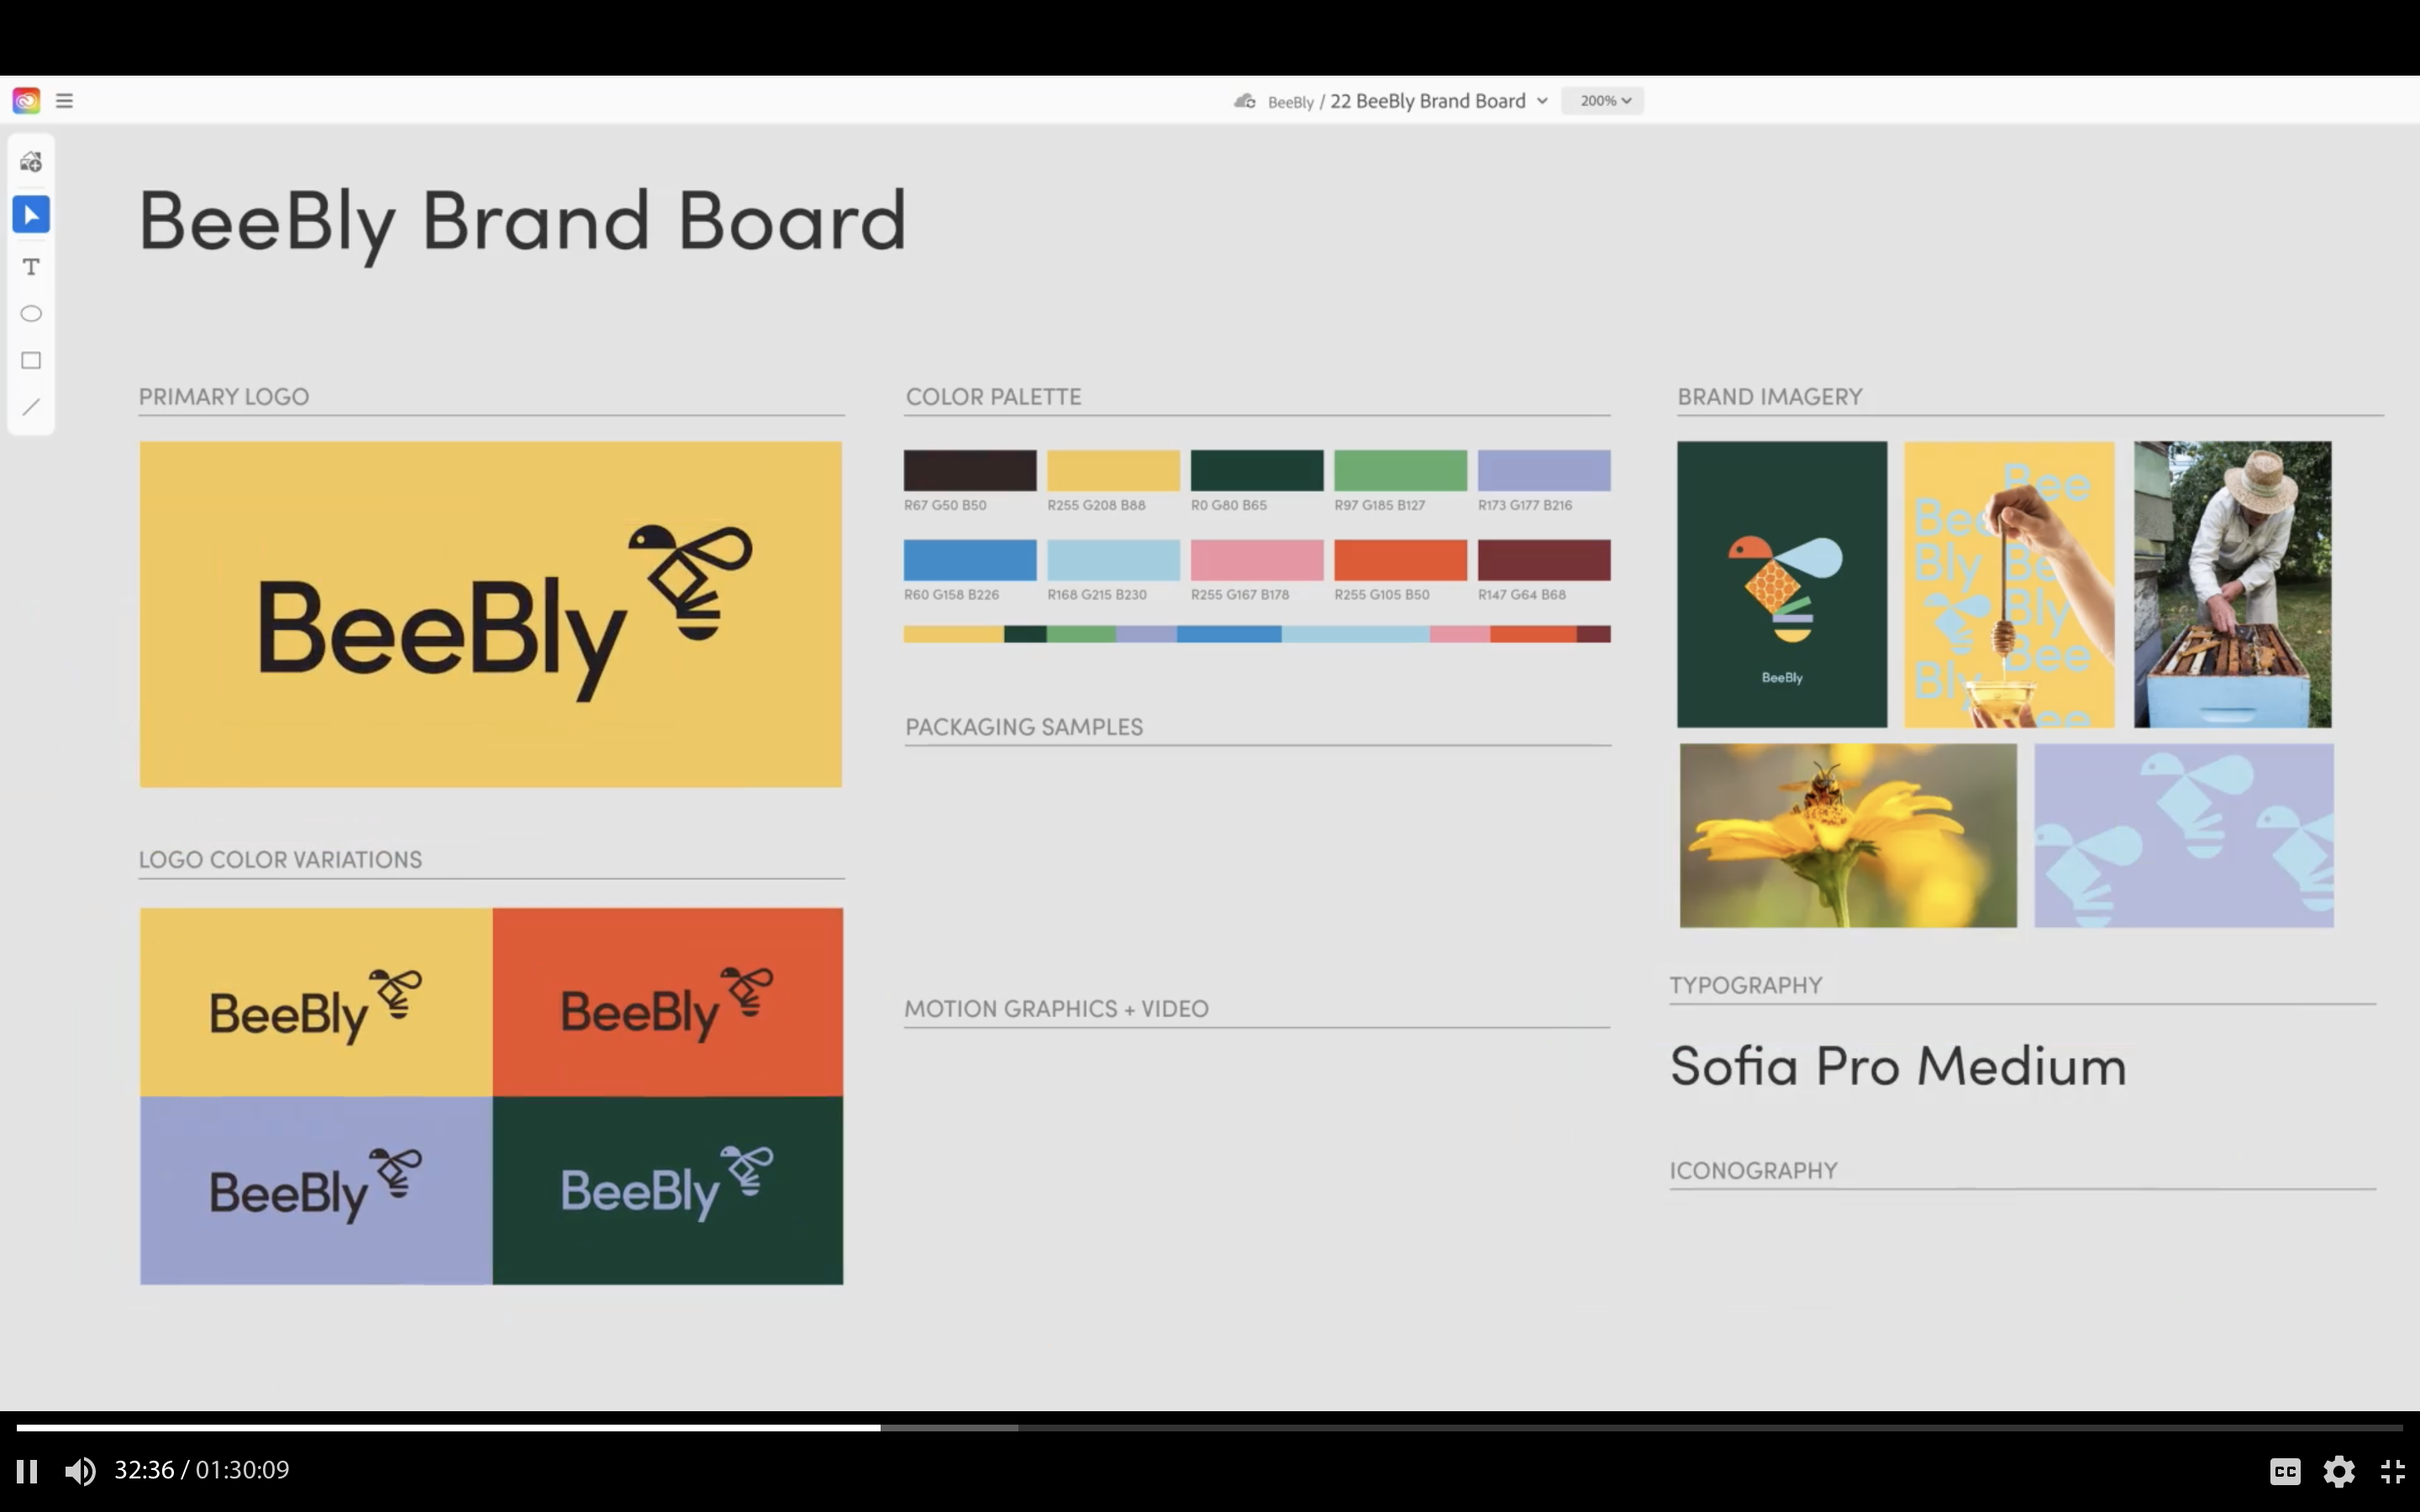 BeeBly / 22 BeeBly Brand Board
200%
T
BeeBly Brand Board
PRIMARY LOGO
BeeBly
LOGO COLOR VARIATIONS
BeeBly
BeeBly
BeeBly
BeeBly
COLOR PALETTE
R67 G50 B50
R255 G208 B88
R0 G80 B65
R97 G185 B127
R173 G177 B216
R60 G158 B226
R168 G215 B230
R255 G167 B178
R255 G105 B50
R147 G64 B68
PACKAGING SAMPLES
MOTION GRAPHICS + VIDEO
BRAND IMAGERY
BeeBly
Bee
Bee
Bly
Be
Bly
Bee
Bly
ee
TYPOGRAPHY
Sofia Pro Medium
ICONOGRAPHY
32:36 / 01:30:09
CC